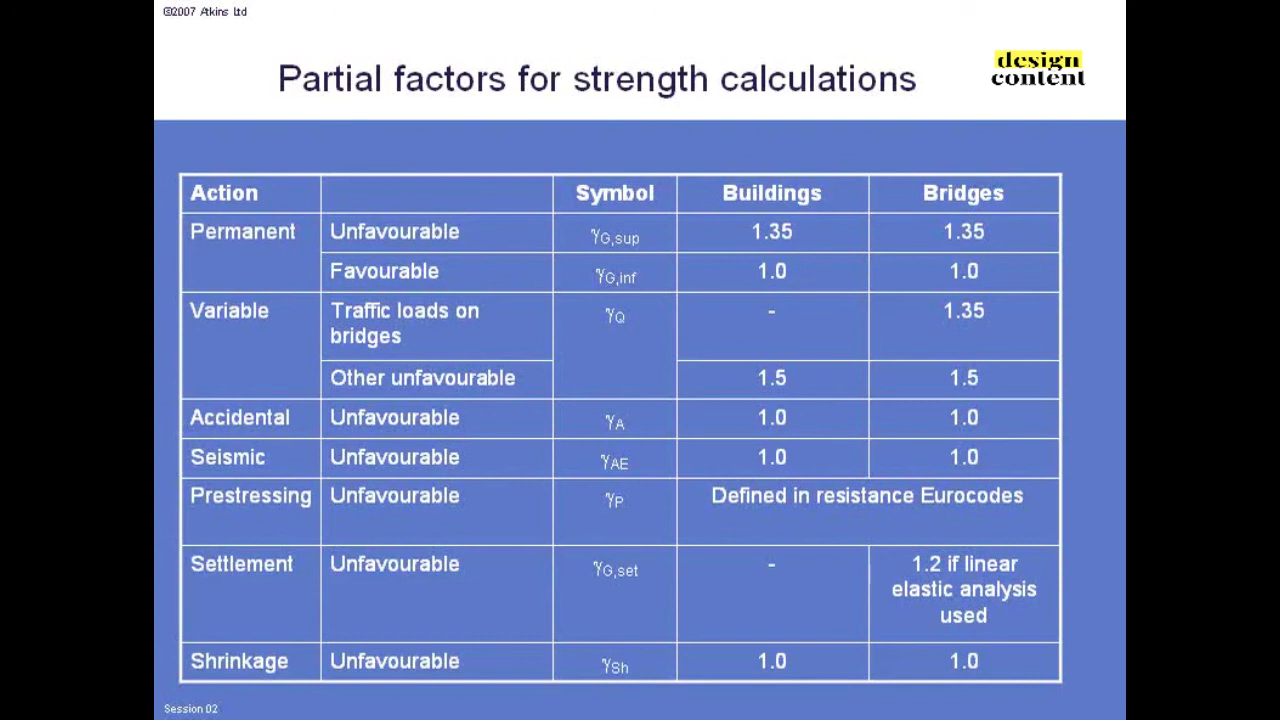 ©2007 Atkins Ltd
Partial factors for strength calculations
design
content
Action Symbol Buildings Bridges
Permanent Unfavourable γG,sup 1.35 1.35
Favourable γG,inf 1.0 1.0
Variable Traffic loads on γQ - 1.35
bridges
Other unfavourable 1.5 1.5
Accidental Unfavourable γA 1.0 1.0
Seismic Unfavourable γAE 1.0 1.0
Prestressing Unfavourable γP Defined in resistance Eurocodes
Settlement Unfavourable γG,set - 1.2 if linear
elastic analysis
used
Shrinkage Unfavourable γSh 1.0 1.0
Session 02